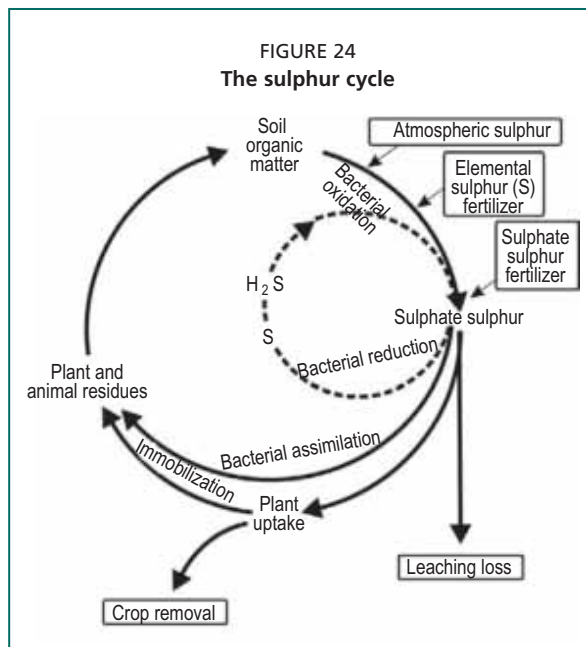 FIGURE 24
The sulphur cycle
Soil
organic
matter
Atmospheric sulphur
Elemental
sulphur (S)
fertilizer
Bacterial
oxidation
Sulphate
sulphur
fertilizer
H2S
S
Sulphate sulphur
Bacterial reduction
Plant and
animal residues
Bacterial assimilation
Immobilization
Plant
uptake
Leaching loss
Crop removal